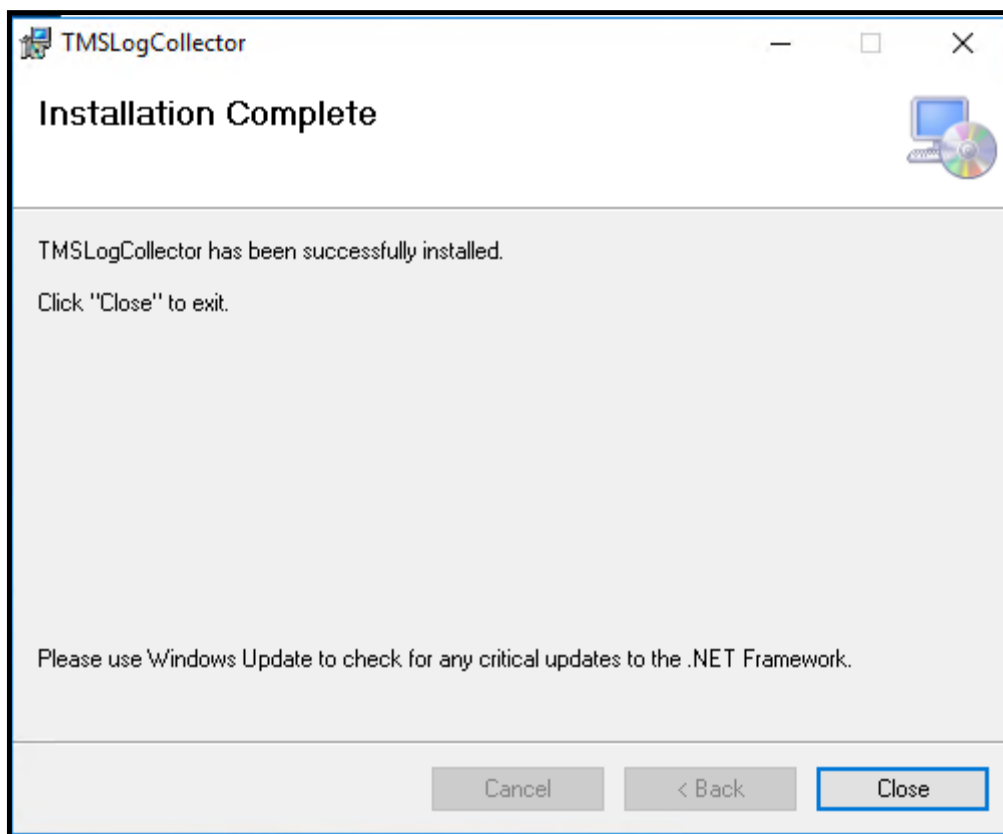 TMSLogCollector
Installation Complete
TMSLogCollector has been successfully installed.
Click "Close" to exit.
Please use Windows Update to check for any critical updates to the .NET Framework.
Cancel
< Back
Close